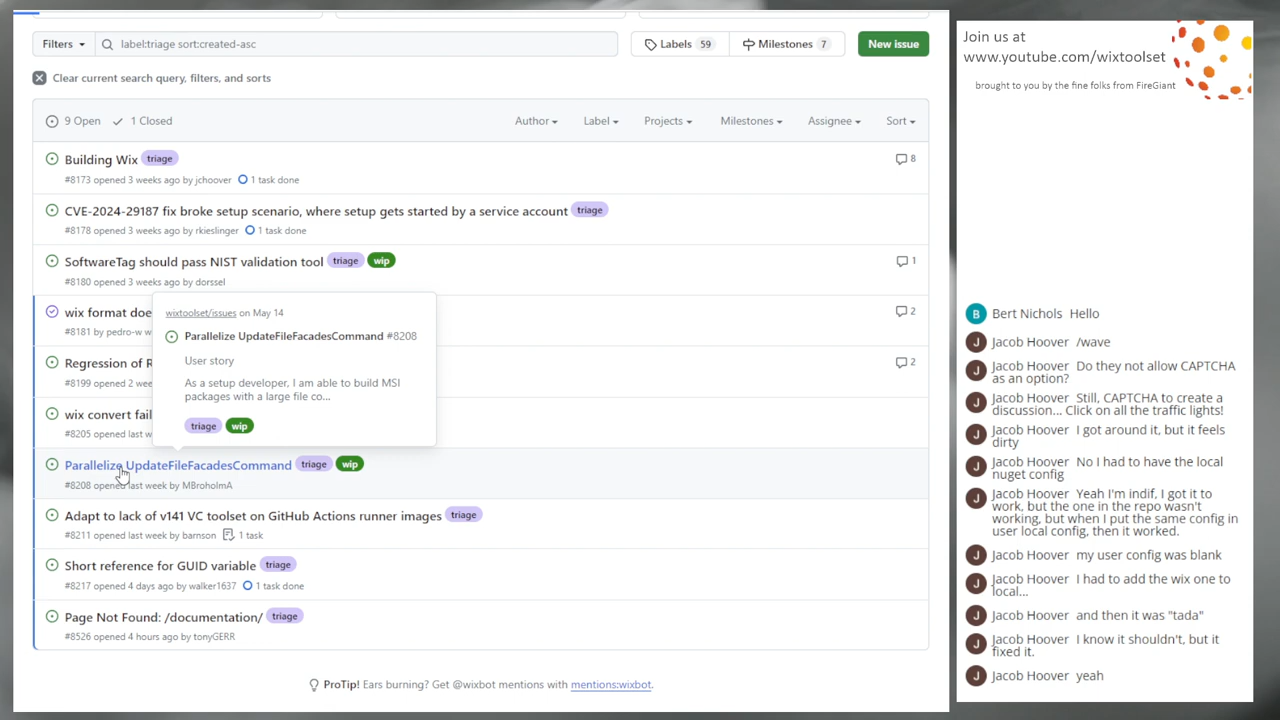 Filters
label:triage sort:created-asc
Labels 59
Milestones 7
New issue
Clear current search query, filters, and sorts
9 Open 1 Closed
Author Label Projects Milestones Assignee Sort
Building Wix triage
8
#8173 opened 3 weeks ago by jchoover 1 task done
CVE-2024-29187 fix broke setup scenario, where setup gets started by a service account triage
#8178 opened 3 weeks ago by rkieslinger 1 task done
SoftwareTag should pass NIST validation tool triage wip
1
#8180 opened 3 weeks ago by dorssel
wix format doe
2
#8181 by pedro-w w
Regression of R
2
#8199 opened 2 wee
wix convert fail
#8205 opened last w
wixtoolset/issues on May 14
Parallelize UpdateFileFacadesCommand #8208
User story
As a setup developer, I am able to build MSI
packages with a large file co...
triage wip
Parallelize UpdateFileFacadesCommand triage wip
#8208 opened last week by MBroholmA
Adapt to lack of v141 VC toolset on GitHub Actions runner images triage
#8211 opened last week by barnson 1 task
Short reference for GUID variable triage
#8217 opened 4 days ago by walker1637 1 task done
Page Not Found: /documentation/ triage
#8526 opened 4 hours ago by tonyGERR
ProTip! Ears burning? Get @wixbot mentions with mentions:wixbot.
Join us at
www.youtube.com/wixtoolset
brought to you by the fine folks from FireGiant
B Bert Nichols Hello
J Jacob Hoover /wave
J Jacob Hoover Do they not allow CAPTCHA
as an option?
J Jacob Hoover Still, CAPTCHA to create a
discussion... Click on all the traffic lights!
J Jacob Hoover I got around it, but it feels
dirty
J Jacob Hoover No I had to have the local
nuget config
J Jacob Hoover Yeah I'm indif, I got it to
work, but the one in the repo wasn't
working, but when I put the same config in
user local config, then it worked.
J Jacob Hoover my user config was blank
J Jacob Hoover I had to add the wix one to
local...
J Jacob Hoover and then it was "tada"
J Jacob Hoover I know it shouldn't, but it
fixed it.
J Jacob Hoover yeah